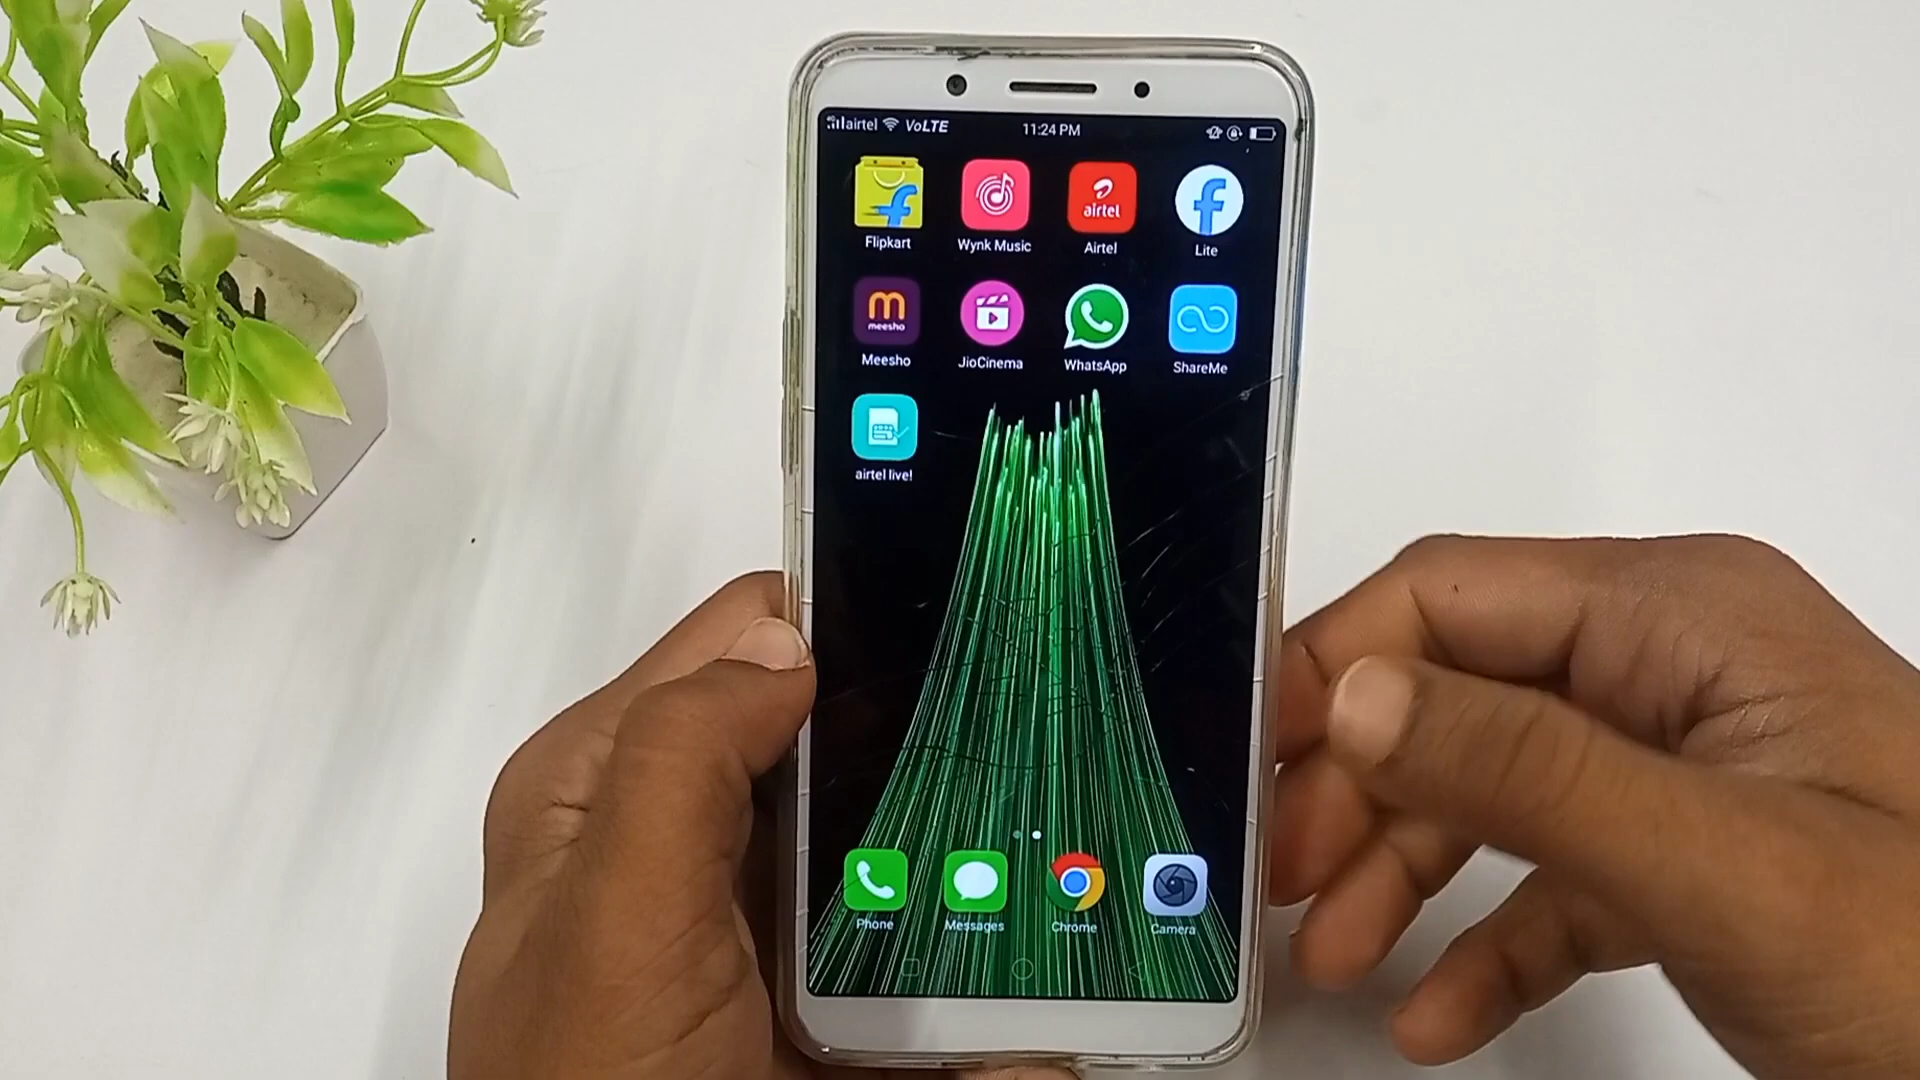 4G airtel VoLTE 11:24 PM
airtel
Flipkart Wynk Music Airtel Lite
meesho
Meesho JioCinema WhatsApp ShareMe
airtel live!
Phone Messages Chrome Camera